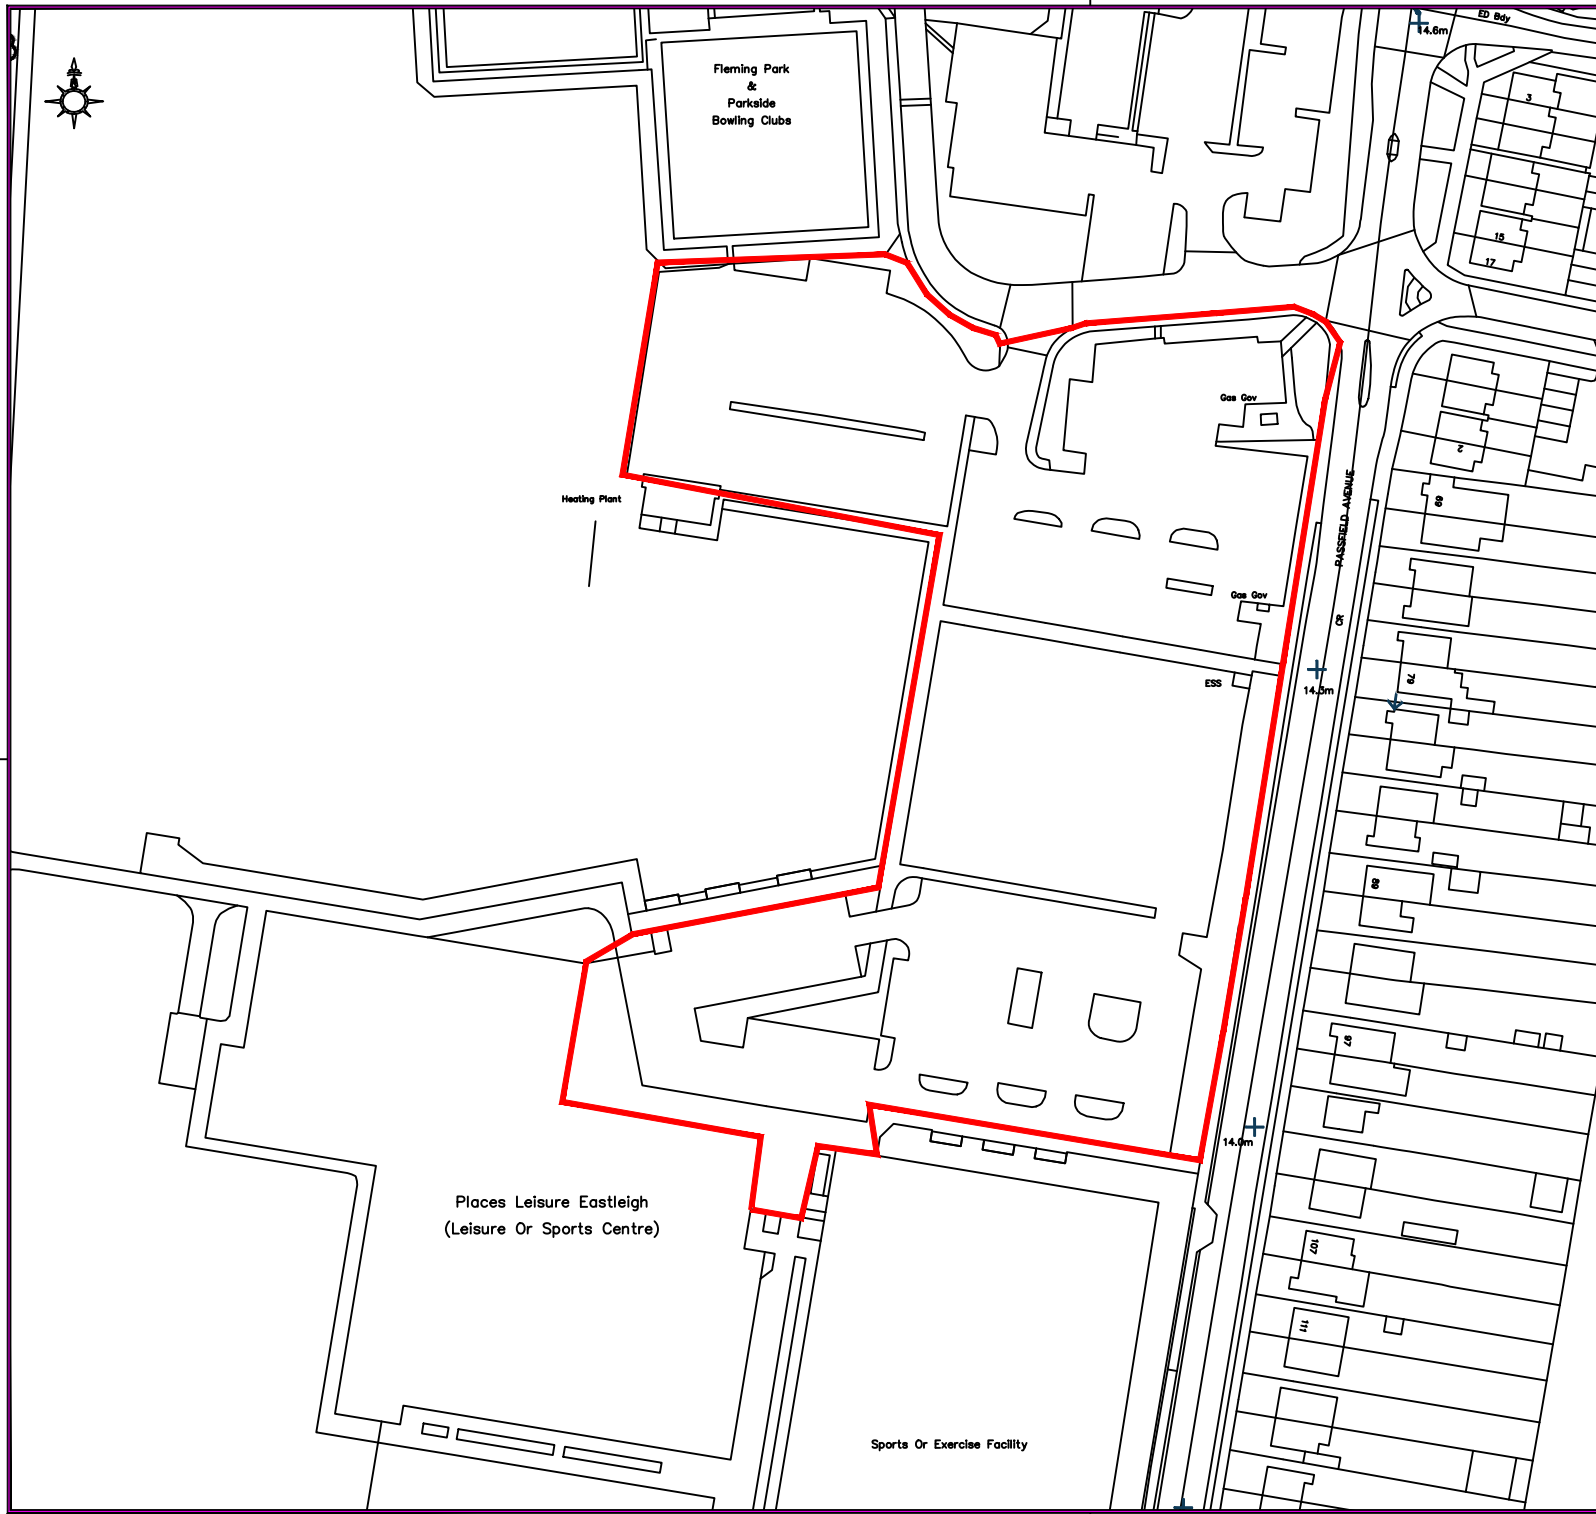 ED Bdy
14.6m
Fleming Park
&
Parkside
Bowling Clubs
3
15
17
Gas Gov
2
69
Heating Plant
PASSFIELD AVENUE
Gas Gov
CR
ESS
14.3m
79
89
97
14.0m
Places Leisure Eastleigh
(Leisure Or Sports Centre)
107
111
Sports Or Exercise Facility